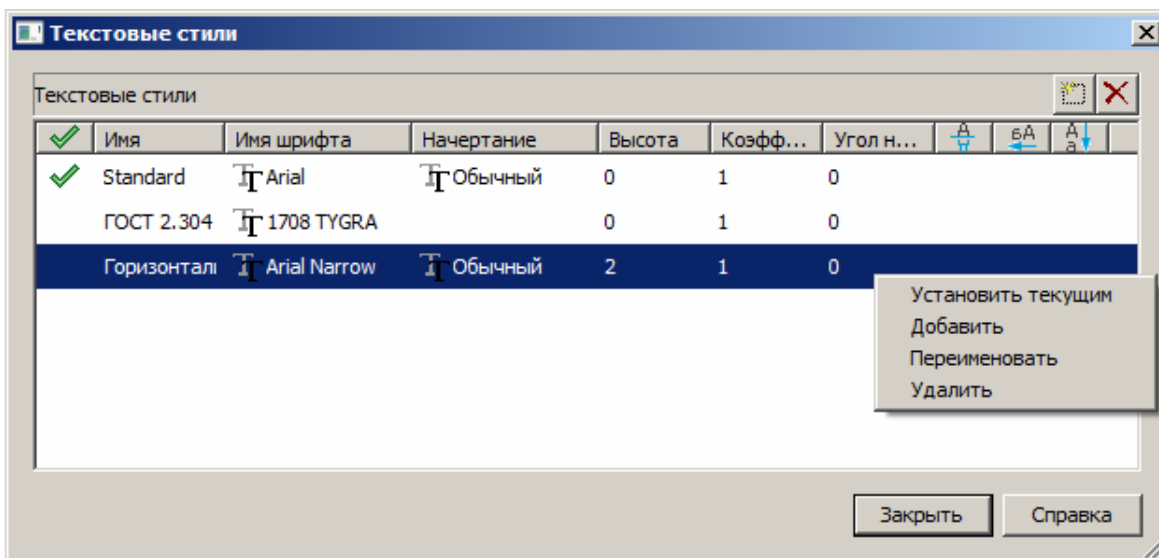 Текстовые стили
Текстовые стили
Имя Имя шрифта Начертание Высота Коэфф... Угол н...
Standard Arial Обычный 0 1 0
ГОСТ 2.304 1708 TYGRA 0 1 0
Горизонталь Arial Narrow Обычный 2 1 0
Установить текущим
Добавить
Переименовать
Удалить
Закрыть Справка